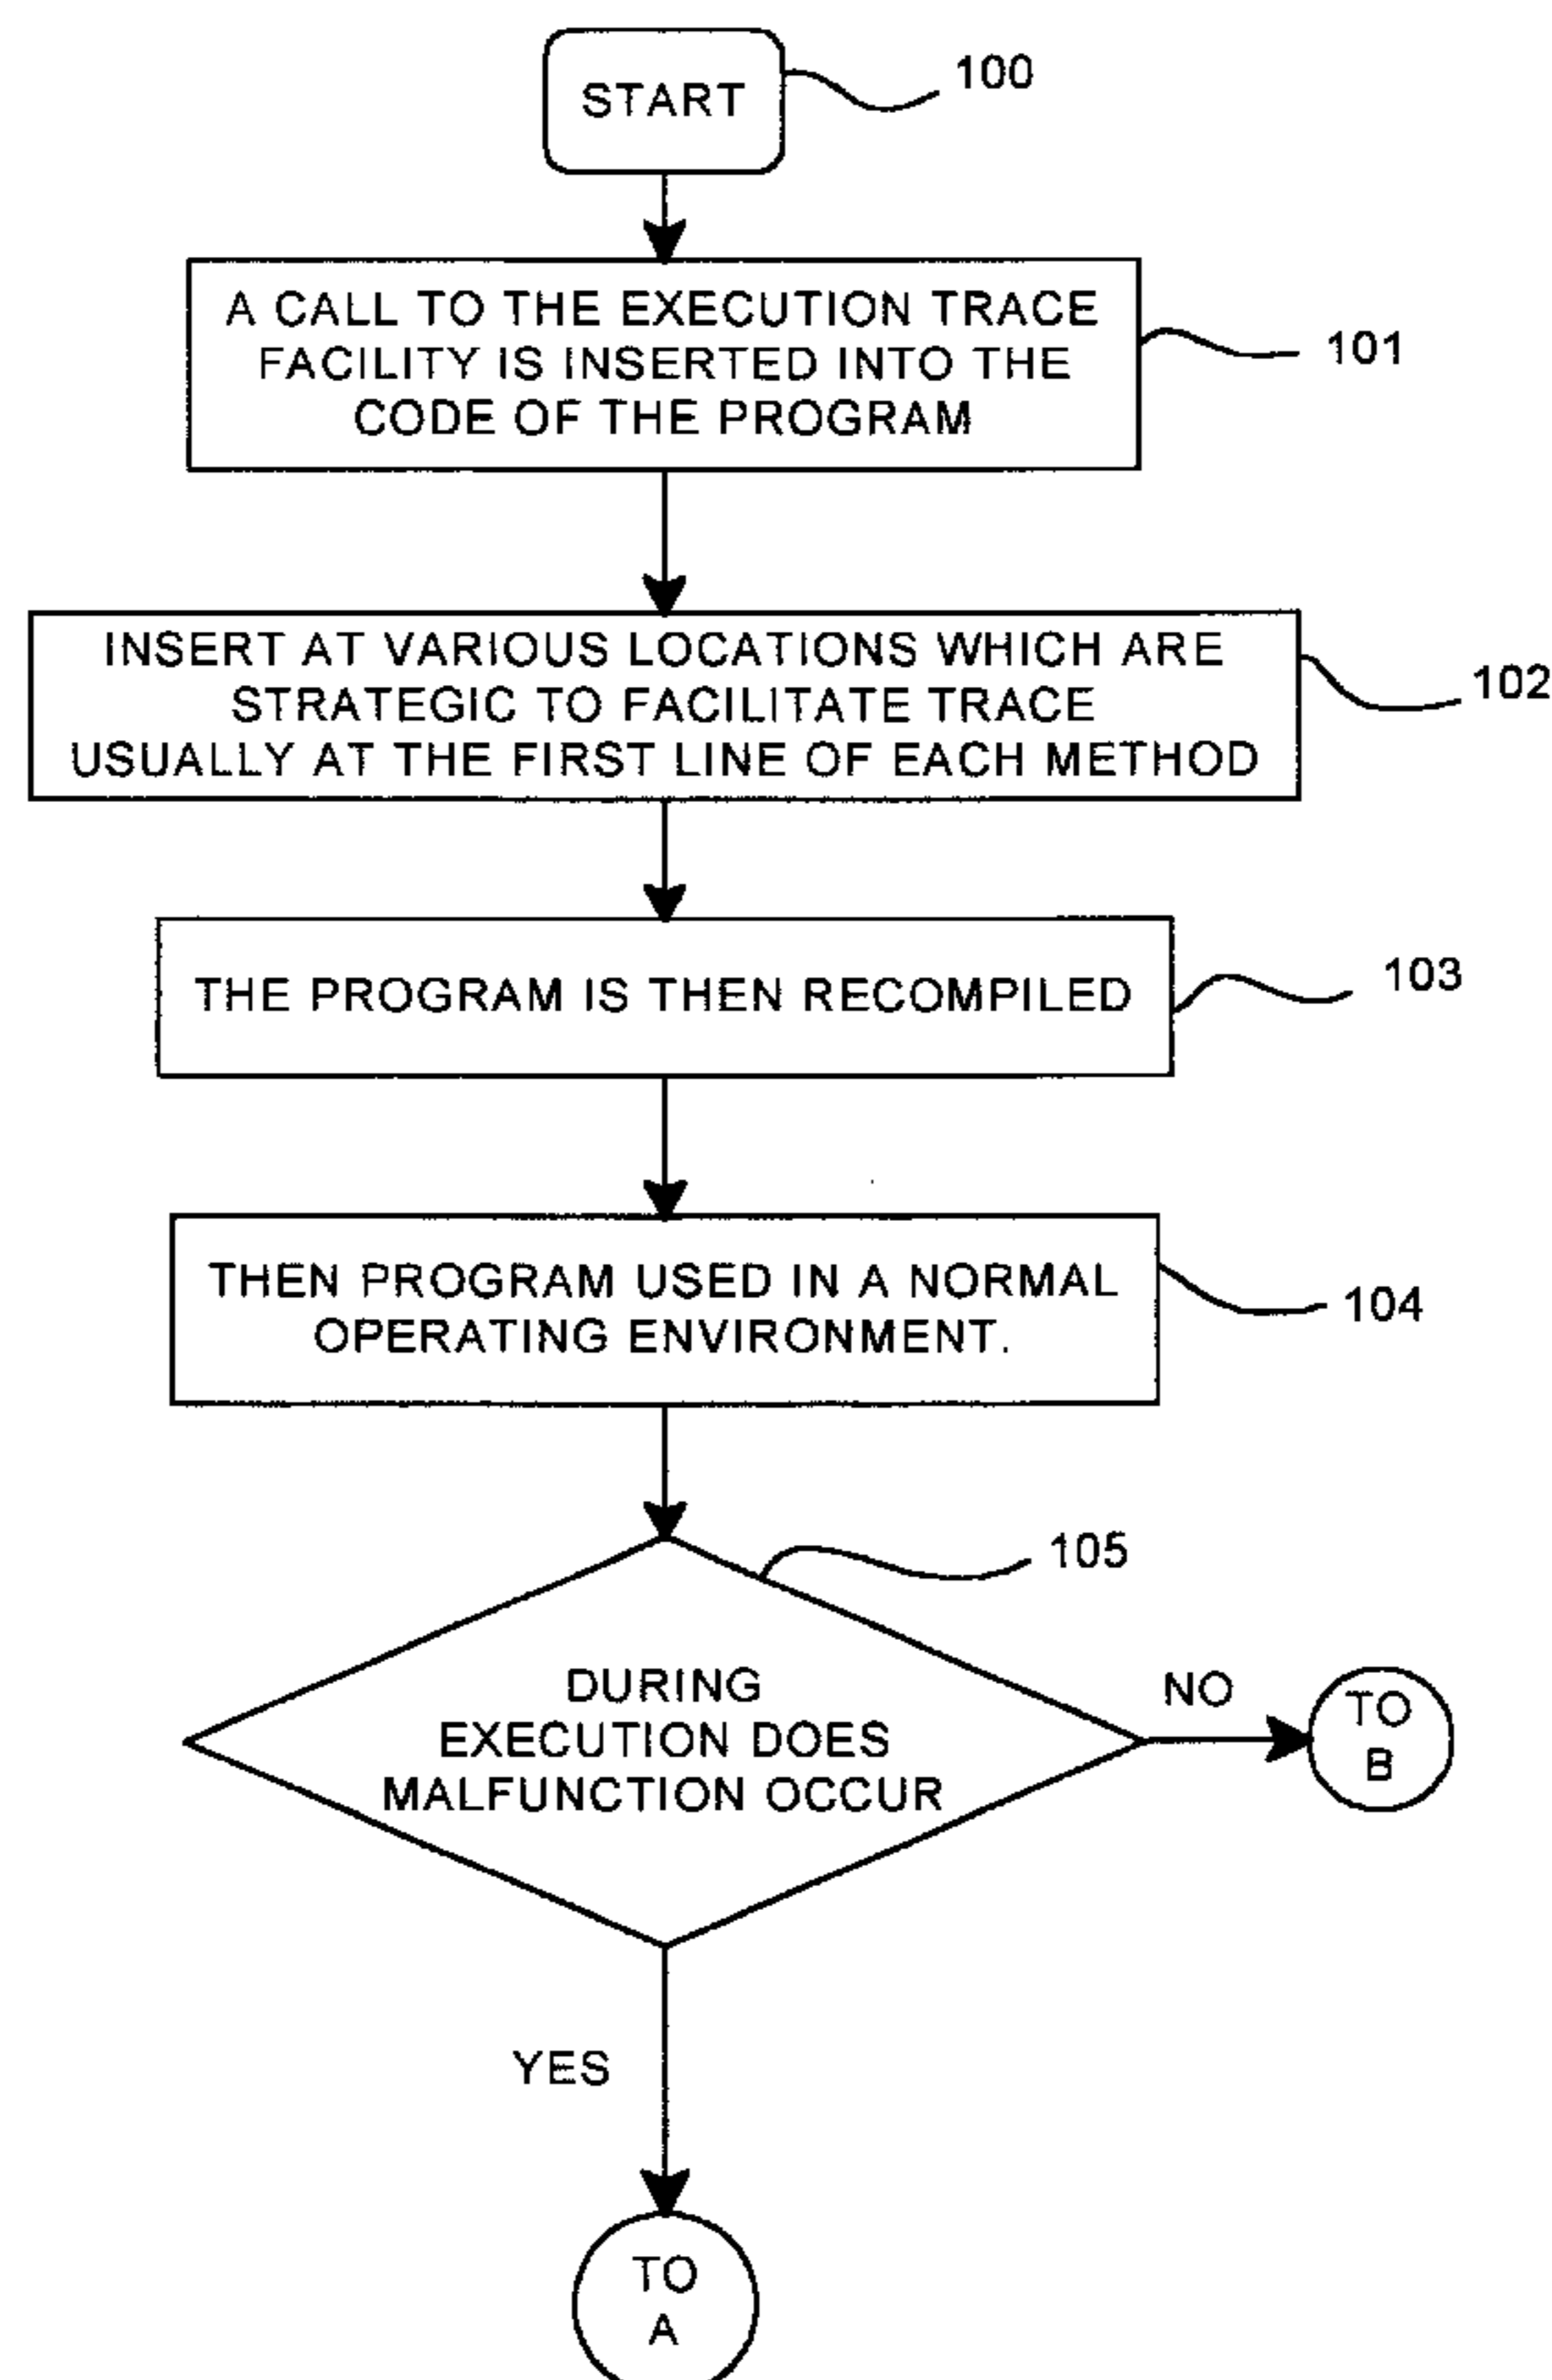 START
100
A CALL TO THE EXECUTION TRACE
FACILITY IS INSERTED INTO THE
CODE OF THE PROGRAM
101
INSERT AT VARIOUS LOCATIONS WHICH ARE
STRATEGIC TO FACILITATE TRACE
USUALLY AT THE FIRST LINE OF EACH METHOD
102
THE PROGRAM IS THEN RECOMPILED
103
THEN PROGRAM USED IN A NORMAL
OPERATING ENVIRONMENT.
104
105
DURING
EXECUTION DOES
MALFUNCTION OCCUR
NO
TO
B
YES
TO
A